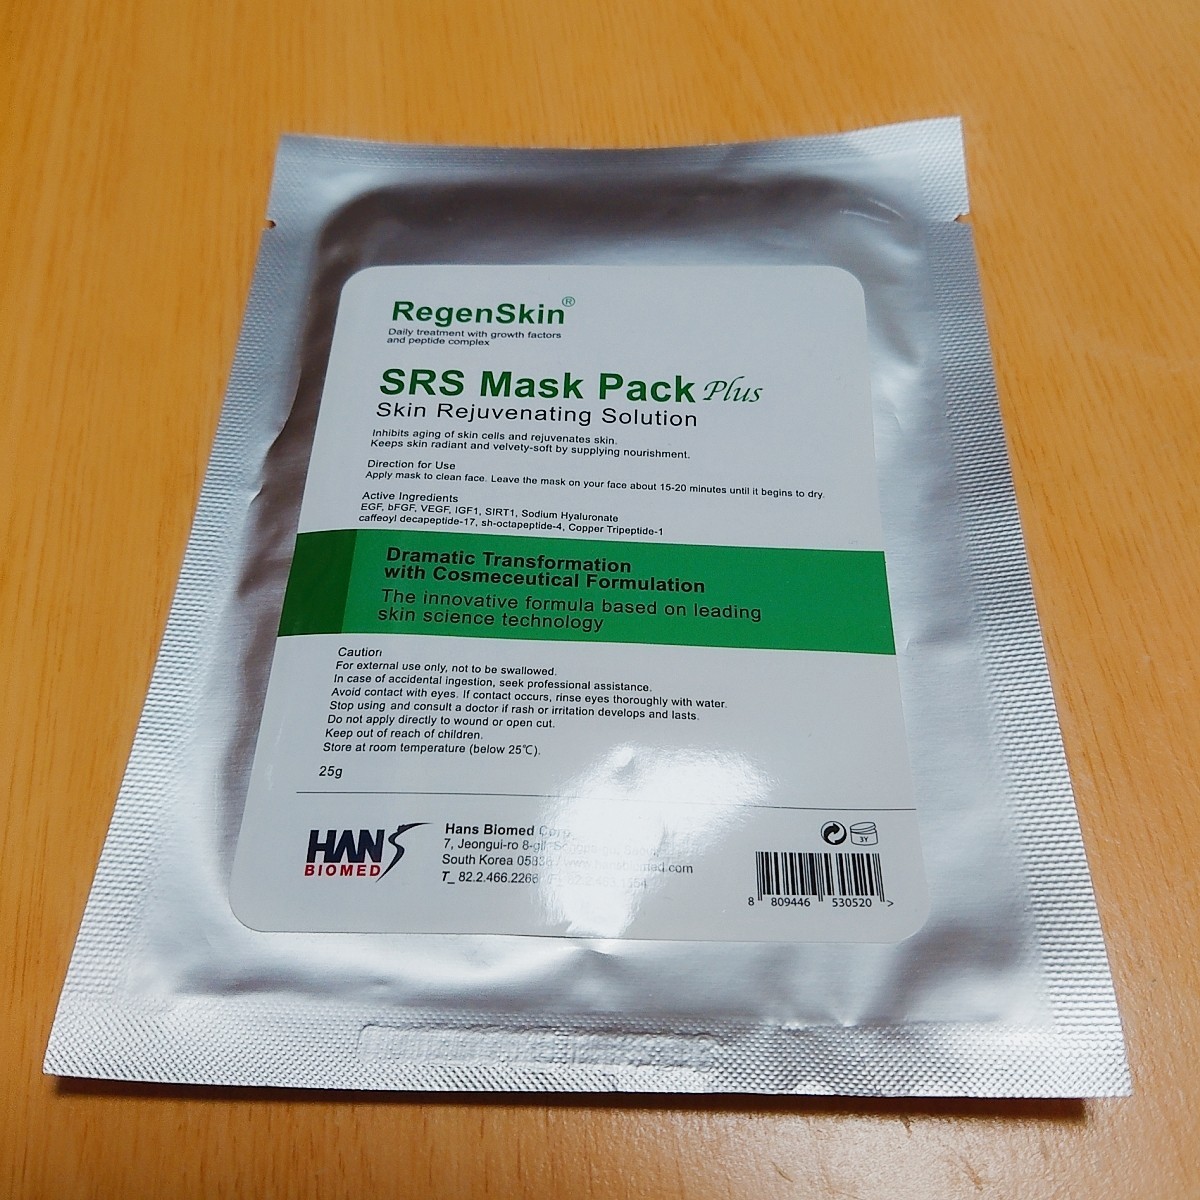 RegenSkin®
Daily treatment with growth factors
and peptide complex
SRS Mask Pack Plus
Skin Rejuvenating Solution
Inhibits aging of skin cells and rejuvenates skin.
Keeps skin radiant and velvety-soft by supplying nourishment.
Direction for Use
Apply mask to clean face. Leave the mask on your face about 15-20 minutes until it begins to dry.
Active Ingredients
EGF, bFGF, VEGF, IGF1, SIRT1, Sodium Hyaluronate
caffeoyl decapeptide-17, sh-octapeptide-4, Copper Tripeptide-1
Dramatic Transformation
with Cosmeceutical Formulation
The innovative formula based on leading
skin science technology
Caution
For external use only, not to be swallowed.
In case of accidental ingestion, seek professional assistance.
Avoid contact with eyes. If contact occurs, rinse eyes thoroughly with water.
Stop using and consult a doctor if rash or irritation develops and lasts.
Do not apply directly to wound or open cut.
Keep out of reach of children.
Store at room temperature (below 25℃).
25g
HANS
BIOMED
Hans Biomed Corp
7, Jeongui-ro 8-gil
South Korea 05836 / www.hansbiomed.com
T_ 82.2.466.2266
3Y
8 809446 530520 >